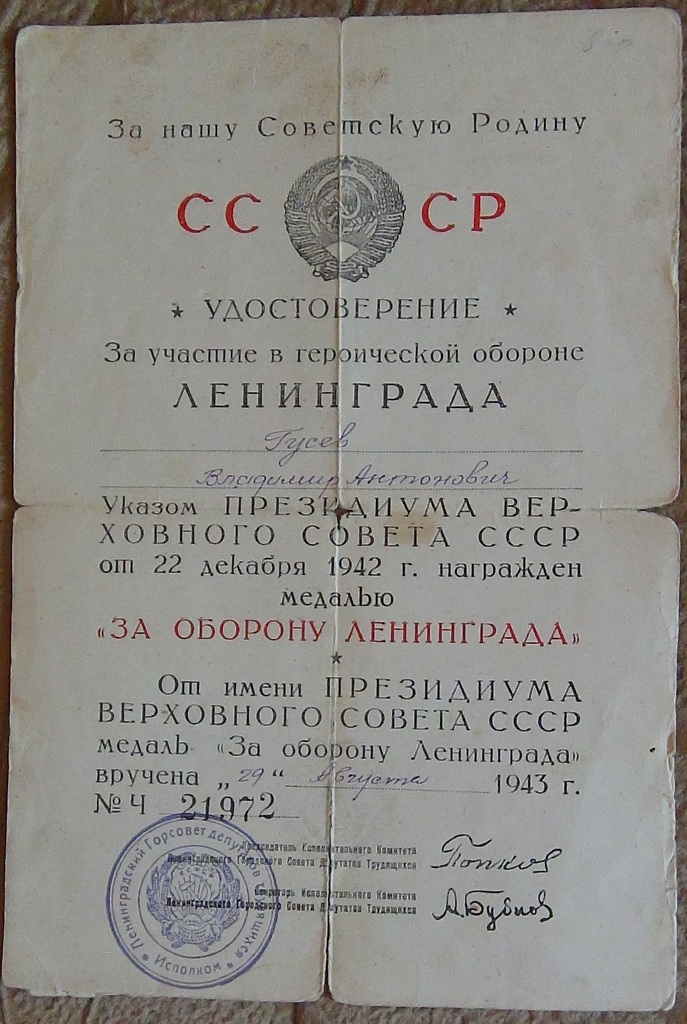 За нашу Советскую Родину
СС СР
★ УДОСТОВЕРЕНИЕ ★
За участие в героической обороне
ЛЕНИНГРАДА
Гусев
Владимир Антонович
Указом ПРЕЗИДИУМА ВЕР-
ХОВНОГО СОВЕТА СССР
от 22 декабря 1942 г. награжден
медалью
«ЗА ОБОРОНУ ЛЕНИНГРАДА»
★
От имени ПРЕЗИДИУМА
ВЕРХОВНОГО СОВЕТА СССР
медаль «За оборону Ленинграда»
вручена „29“ Августа 1943 г.
№ Ч 21972
Председатель Исполнительного Комитета
Ленинградского Городского Совета Депутатов Трудящихся
Попков
Секретарь Исполнительного Комитета
Ленинградского Городского Совета Депутатов Трудящихся
А.Бубнов
Ленинградский Горсовет депутатов трудящихся
★ Исполком ★
РСФСР